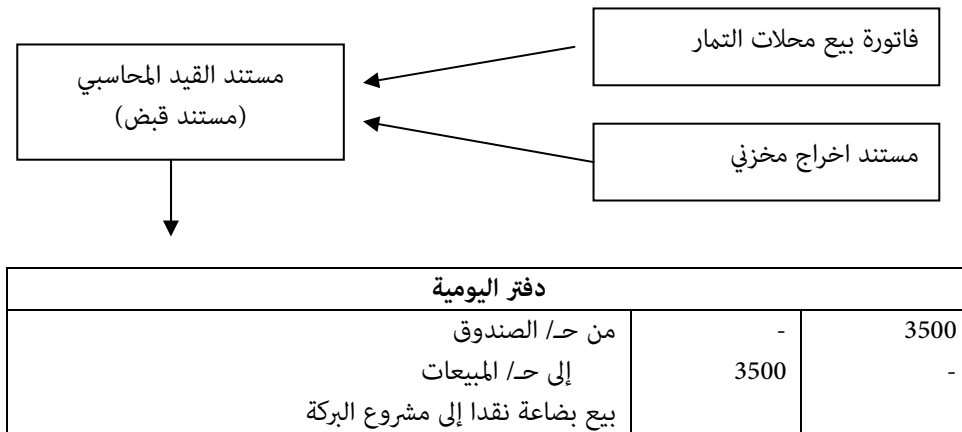 فاتورة بيع محلات التمار
مستند القيد المحاسبي
(مستند قبض)
مستند اخراج مخزني
دفتر اليومية
3500 - من حـ/ الصندوق
- 3500 إلى حـ/ المبيعات
بيع بضاعة نقدا إلى مشروع البركة